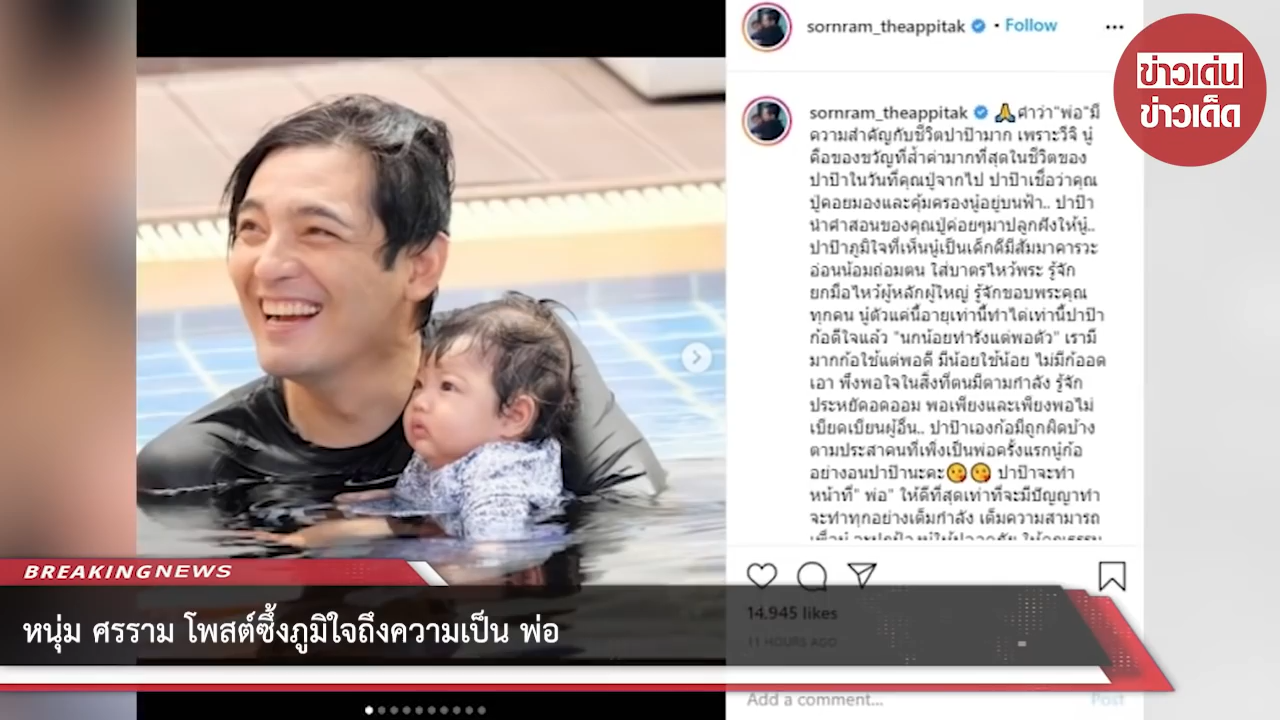 sornram_theappitak • Follow
ข่าวเด่น
ข่าวเด็ด
sornram_theappitak 🙏คำว่า"พ่อ"มี
ความสำคัญกับชีวิตปาป๊ามาก เพราะวีจิ นู๋
คือของขวัญที่ล้ำค่ามากที่สุดในชีวิตของ
ปาป๊าในวันที่คุณปู่จากไป ปาป๊าเชื่อว่าคุณ
ปู่คอยมองและคุ้มครองนู๋อยู่บนฟ้า.. ปาป๊า
นำคำสอนของคุณปู่ค่อยๆมาปลูกฝังให้นู๋..
ปาป๊าภูมิใจที่เห็นนู๋เป็นเด็กดีมีสัมมาคารวะ
อ่อนน้อมถ่อมตน ใส่บาตรไหว้พระ รู้จัก
ยกมือไหว้ผู้หลักผู้ใหญ่ รู้จักขอบพระคุณ
ทุกคน นู๋ตัวแค่นี้อายุเท่านี้ทำได้เท่านี้ปาป๊า
ก้อดีใจแล้ว "นกน้อยทำรังแต่พอตัว" เรามี
มากก้อใช้แต่พอดี มีน้อยใช้น้อย ไม่มีก้ออด
เอา พึงพอใจในสิ่งที่ตนมีตามกำลัง รู้จัก
ประหยัดอดออม พอเพียงและเพียงพอไม่
เบียดเบียนผู้อื่น.. ปาป๊าเองก้อมีถูกผิดบ้าง
ตามประสาคนที่เพิ่งเป็นพ่อครั้งแรกนู๋ก้อ
อย่างอนปาป๊านะคะ😘😘 ปาป๊าจะทำ
หน้าที่" พ่อ" ให้ดีที่สุดเท่าที่จะมีปัญญาทำ
จะทำทุกอย่างเต็มกำลัง เต็มความสามารถ
14,945 likes
11 HOURS AGO
Add a comment... Post
BREAKING NEWS
หนุ่ม ศรราม โพสต์ซึ้งภูมิใจถึงความเป็น พ่อ